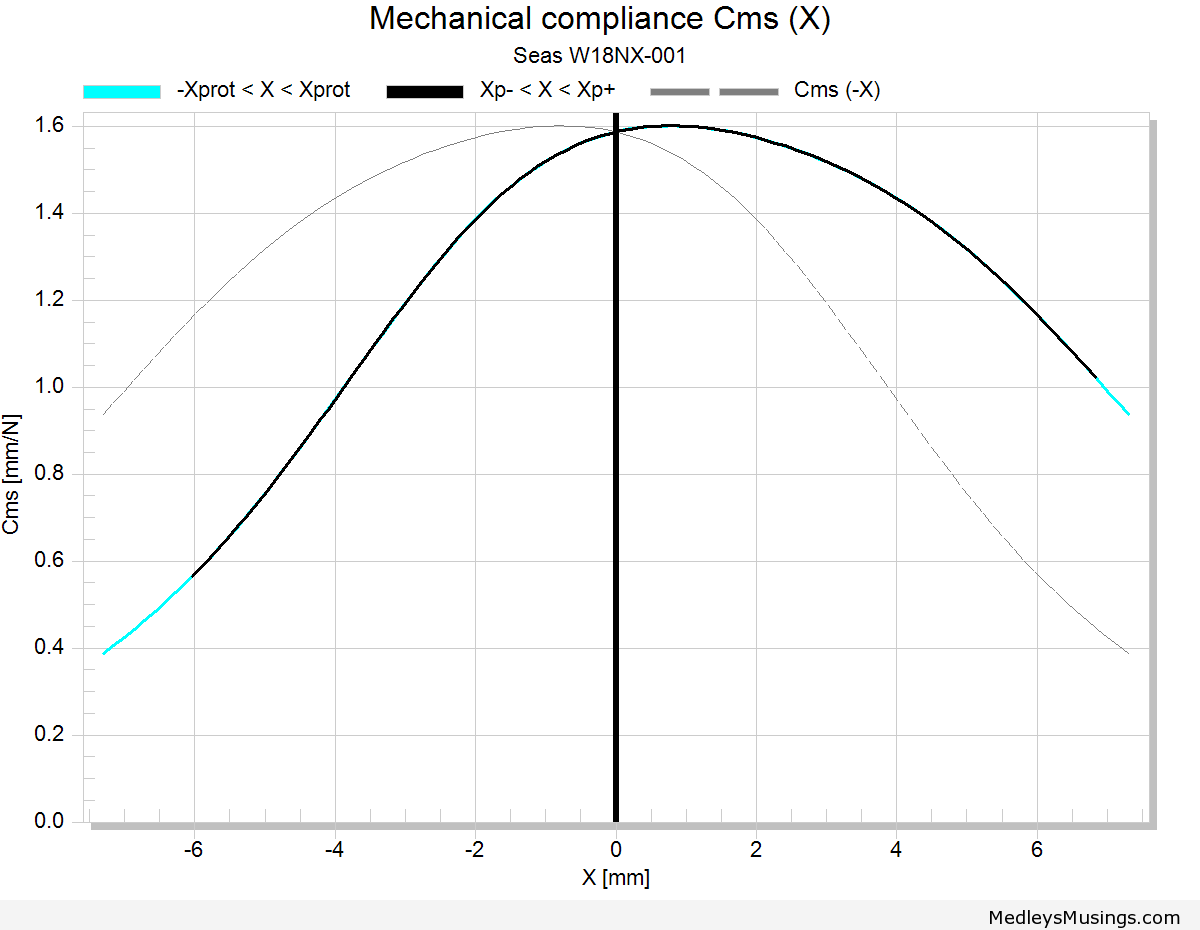 Mechanical compliance Cms (X)
Seas W18NX-001
-Xprot < X < Xprot Xp- < X < Xp+ Cms (-X)
Cms [mm/N]
1.6
1.4
1.2
1.0
0.8
0.6
0.4
0.2
0.0
-6 -4 -2 0 2 4 6
X [mm]
MedleysMusings.com